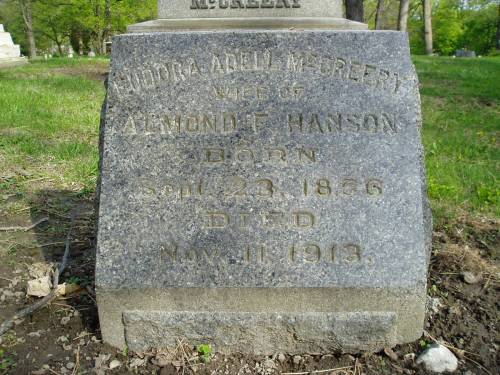 McCREERY
EUDORA ADELL McCREERY
WIFE OF
ALMOND F. HANSON
BORN
Sept. 23, 1856
DIED
Nov. 11, 1913.